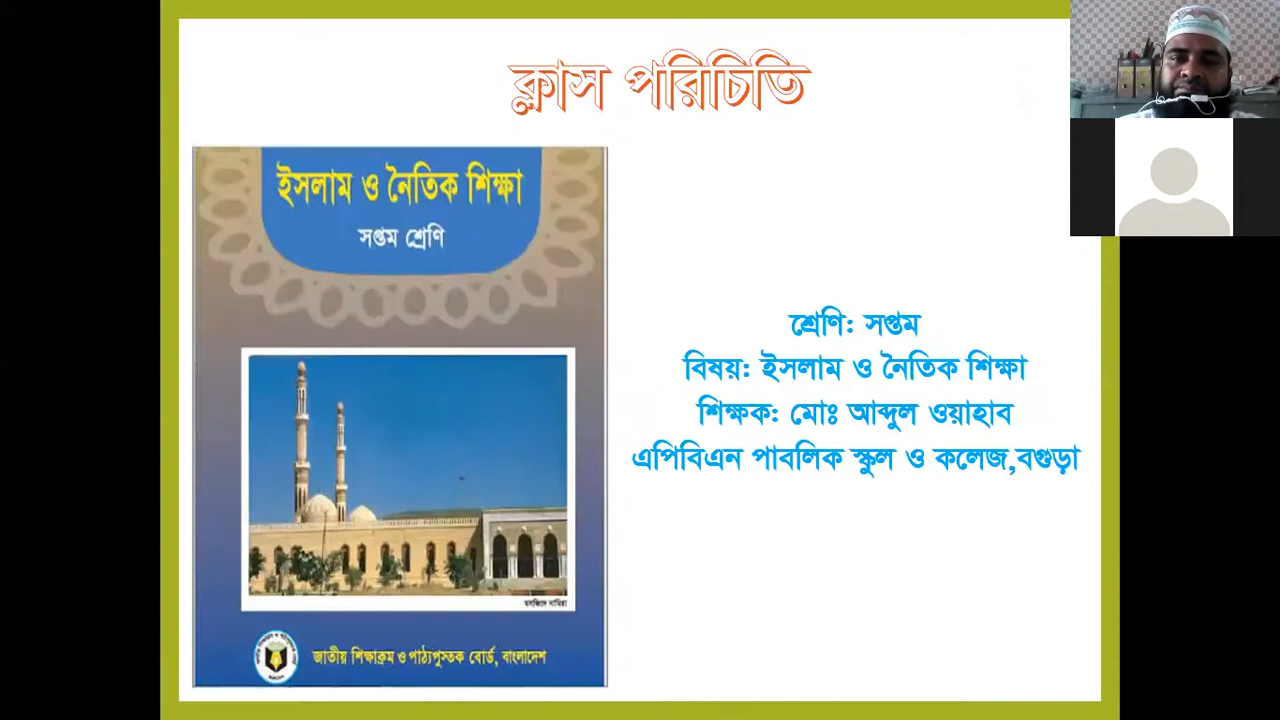 ক্লাস পরিচিতি
ইসলাম ও নৈতিক শিক্ষা
সপ্তম শ্রেণি
মসজিদে নামিরা
জাতীয় শিক্ষাক্রম ও পাঠ্যপুস্তক বোর্ড, বাংলাদেশ
শ্রেণি: সপ্তম
বিষয়: ইসলাম ও নৈতিক শিক্ষা
শিক্ষক: মোঃ আব্দুল ওয়াহাব
এপিবিএন পাবলিক স্কুল ও কলেজ,বগুড়া